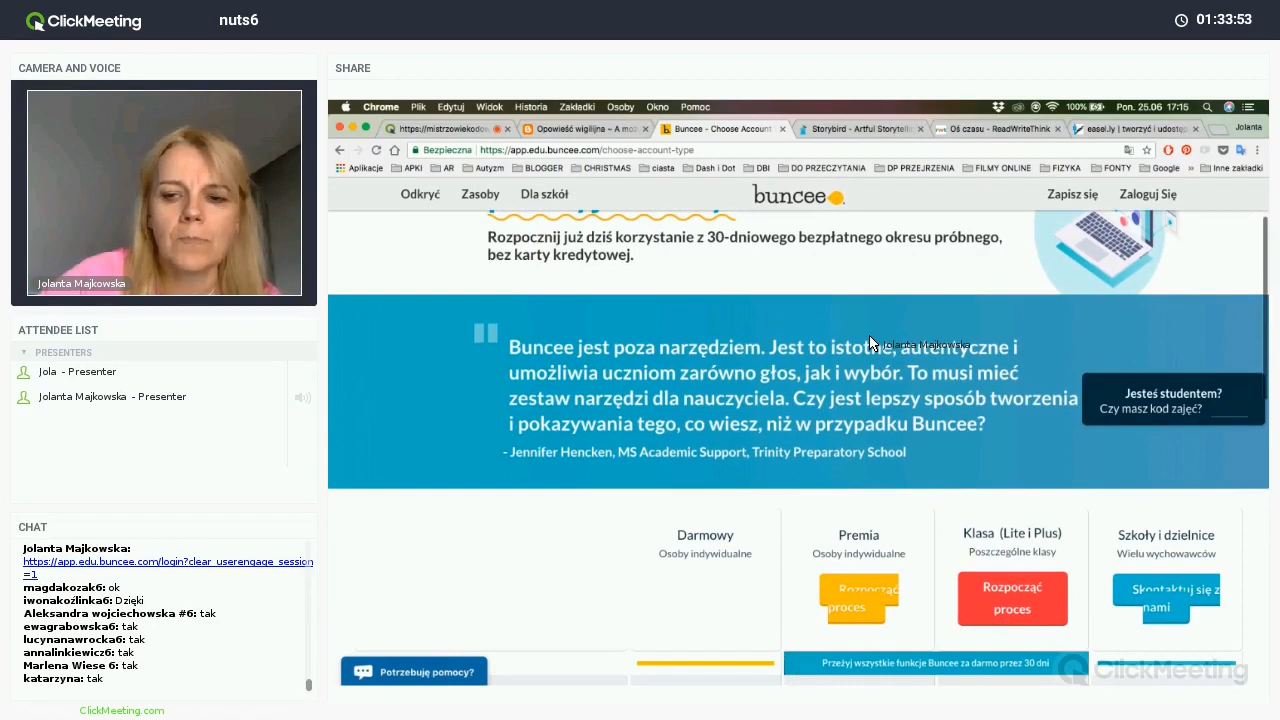 ClickMeeting
nuts6
01:33:53
CAMERA AND VOICE
Jolanta Majkowska
ATTENDEE LIST
PRESENTERS
Jola - Presenter
Jolanta Majkowska - Presenter
CHAT
Jolanta Majkowska:
https://app.edu.buncee.com/login?clear_userengage_session
=1
magdakozak6: ok
iwonakoźlinka6: Dzięki
Aleksandra wojciechowska #6: tak
ewagrabowska6: tak
lucynanawrocka6: tak
annalinkiewicz6: tak
Marlena Wiese 6: tak
katarzyna: tak
ClickMeeting.com
SHARE
Chrome Plik Edytuj Widok Historia Zakładki Osoby Okno Pomoc
100% Pon. 25.06 17:15
https://mistrzowiekodow
Opowieść wigilijna ~ A mo
Buncee - Choose Account
Storybird - Artful Storytelli
Oś czasu - ReadWriteThink
easel.ly | tworzyć i udostęp
Jolanta
Bezpieczna https://app.edu.buncee.com/choose-account-type
Aplikacje APKI AR Autyzm BLOGGER CHRISTMAS ciasta Dash i Dot DBI DO PRZECZYTANIA DP PRZEJRZENIA FILMY ONLINE FIZYKA FONTY Google » Inne zakładki
Odkryć Zasoby Dla szkół
buncee
Zapisz się Zaloguj Się
Rozpocznij już dziś korzystanie z 30-dniowego bezpłatnego okresu próbnego,
bez karty kredytowej.
"
Buncee jest poza narzędziem. Jest to istotne, autentyczne i
Jolanta Majkowska
umożliwia uczniom zarówno głos, jak i wybór. To musi mieć
zestaw narzędzi dla nauczyciela. Czy jest lepszy sposób tworzenia
i pokazywania tego, co wiesz, niż w przypadku Buncee?
- Jennifer Hencken, MS Academic Support, Trinity Preparatory School
Jesteś studentem?
Czy masz kod zajęć?
Darmowy
Osoby indywidualne
Premia
Osoby indywidualne
Rozpocząć
proces
Klasa (Lite i Plus)
Poszczególne klasy
Rozpocząć
proces
Szkoły i dzielnice
Wielu wychowawców
Skontaktuj się z
nami
Przeżyj wszystkie funkcje Buncee za darmo przez 30 dni
Potrzebuję pomocy?
ClickMeeting